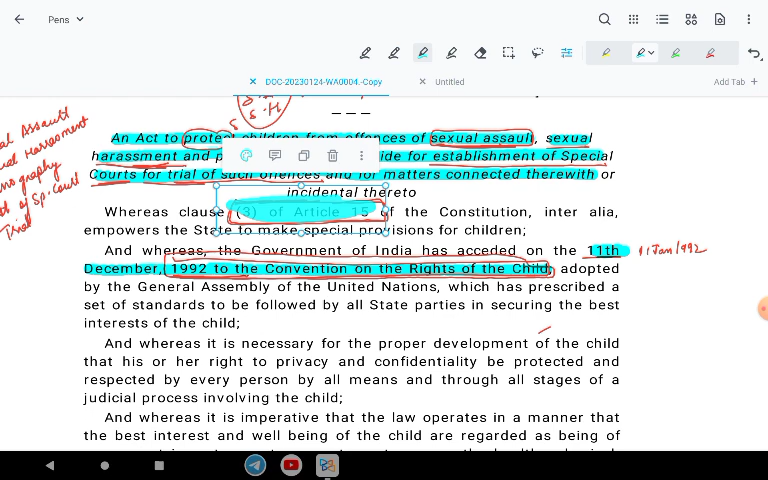 Pens
DOC-20230124-WA0004.-Copy
Untitled
Add Tab +
S.H
Assault
Harassment
Sp. Court
Trial
An Act to protect children from offences of sexual assault, sexual
harassment and p ide for establishment of Special
Courts for trial of such offences and for matters connected therewith or
incidental thereto
Whereas clause (3) of Article 15 of the Constitution, inter alia,
empowers the State to make special provisions for children;
And whereas, the Government of India has acceded on the 11th
11 Jan/1992
December, 1992 to the Convention on the Rights of the Child, adopted
by the General Assembly of the United Nations, which has prescribed a
set of standards to be followed by all State parties in securing the best
interests of the child;
And whereas it is necessary for the proper development of the child
that his or her right to privacy and confidentiality be protected and
respected by every person by all means and through all stages of a
judicial process involving the child;
And whereas it is imperative that the law operates in a manner that
the best interest and well being of the child are regarded as being of